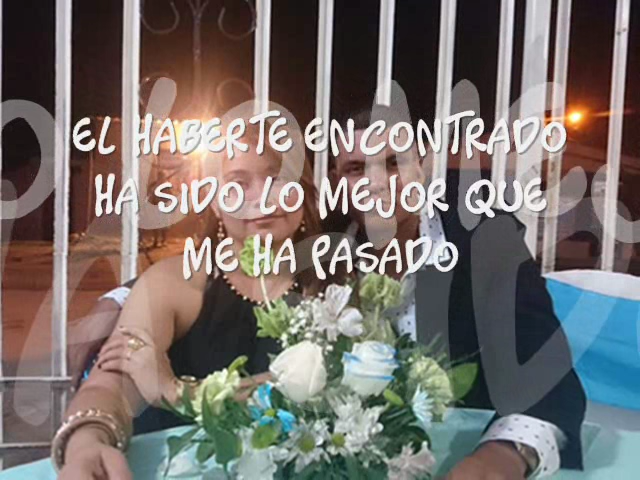 EL HABERTE ENCONTRADO
HA SIDO LO MEJOR QUE
ME HA PASADO